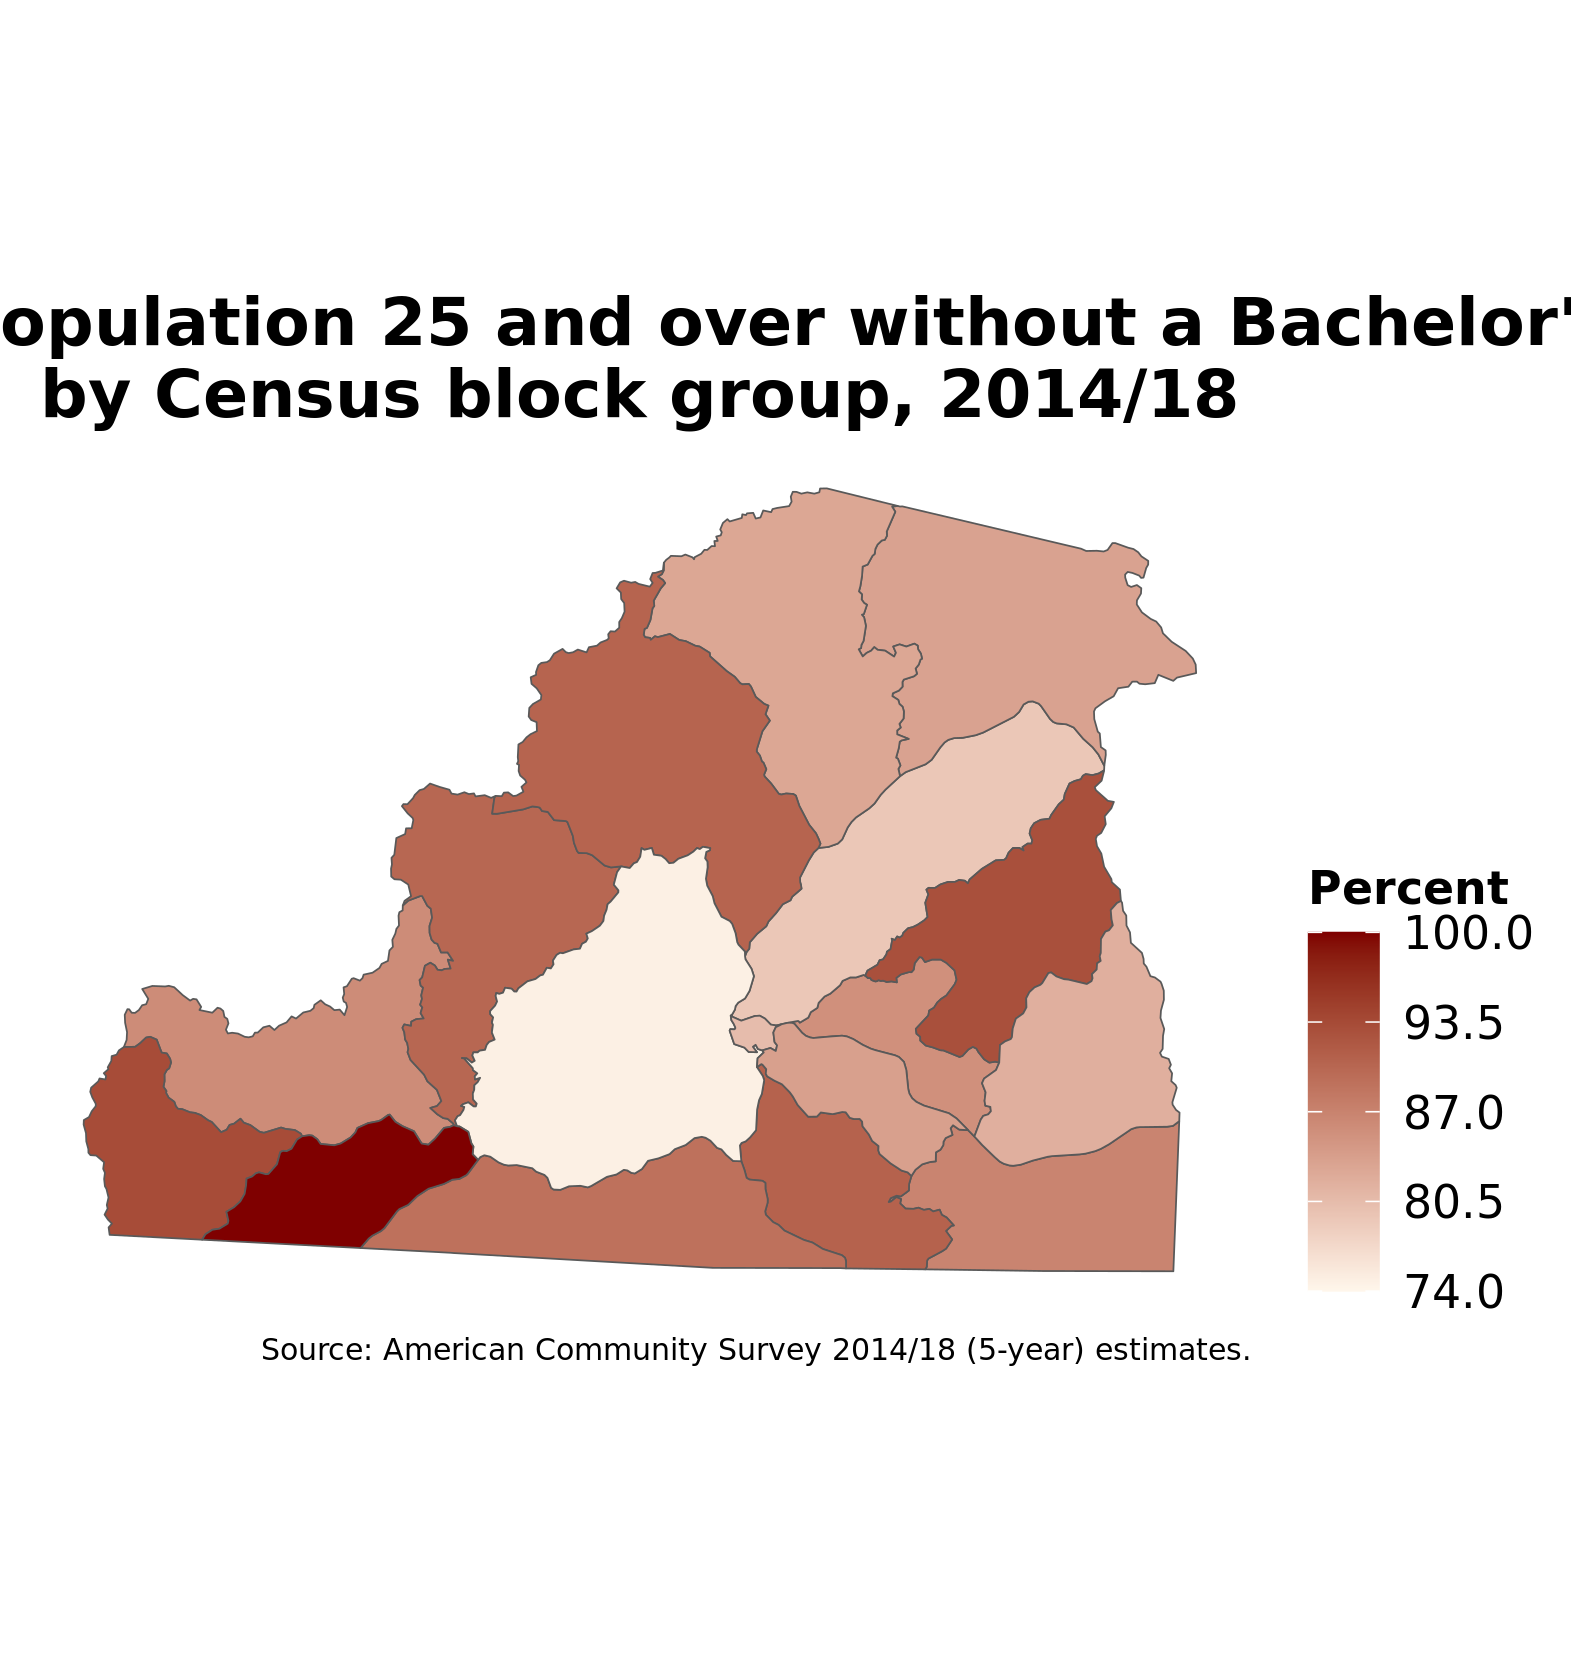 opulation 25 and over without a Bachelor'
by Census block group, 2014/18
Percent
100.0
93.5
87.0
80.5
74.0
Source: American Community Survey 2014/18 (5-year) estimates.